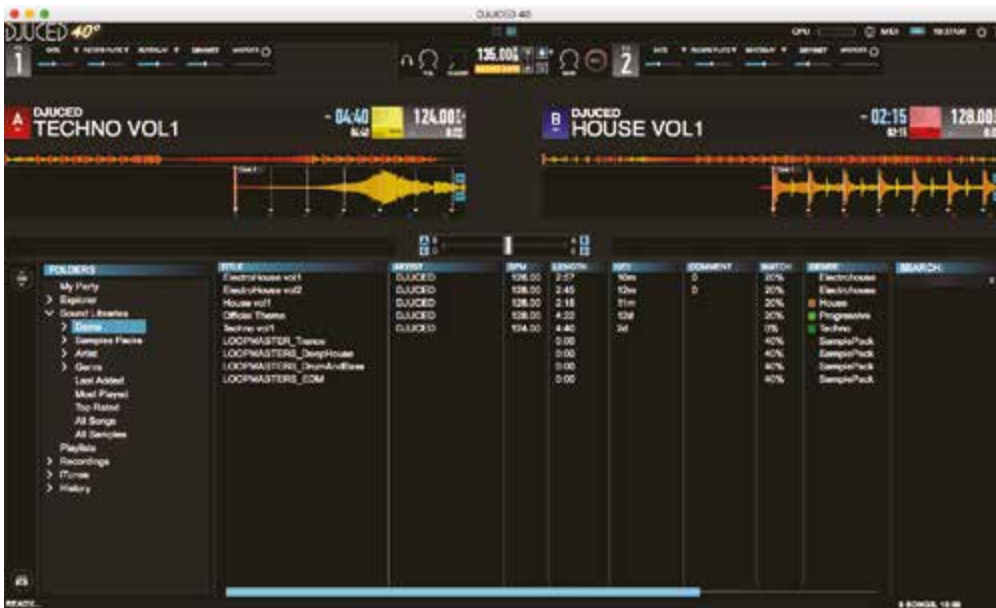 DJUCED 40
DJUCED 40°
CPU
MIDI
1
135.00
2
A
DJUCED
TECHNO VOL1
- 04:40
124.00
B
DJUCED
HOUSE VOL1
- 02:15
02:15
128.00
FOLDERS
My Party
Explorer
Sound Libraries
Demo
Samples Packs
Artist
Genre
Last Added
Most Played
Top Rated
All Songs
All Samples
Playlists
Recordings
iTunes
History
TITLE ARTIST BPM LENGTH KEY COMMENT MATCH GENRE SEARCH:
ElectroHouse vol1 DJUCED 128.00 2:57 10m 0 20% Electrohouse
ElectroHouse vol2 DJUCED 128.00 2:45 12m 0 20% Electrohouse
House vol1 DJUCED 128.00 2:15 11m 20% House
Official Theme DJUCED 128.00 4:22 12d 20% Progressive
Techno vol1 DJUCED 124.00 4:40 2d 0% Techno
LOOPMASTER_Trance 0:00 40% SamplePack
LOOPMASTERS_DeepHouse 0:00 40% SamplePack
LOOPMASTERS_DrumAndBass 0:00 40% SamplePack
LOOPMASTERS_EDM 0:00 40% SamplePack
READY...